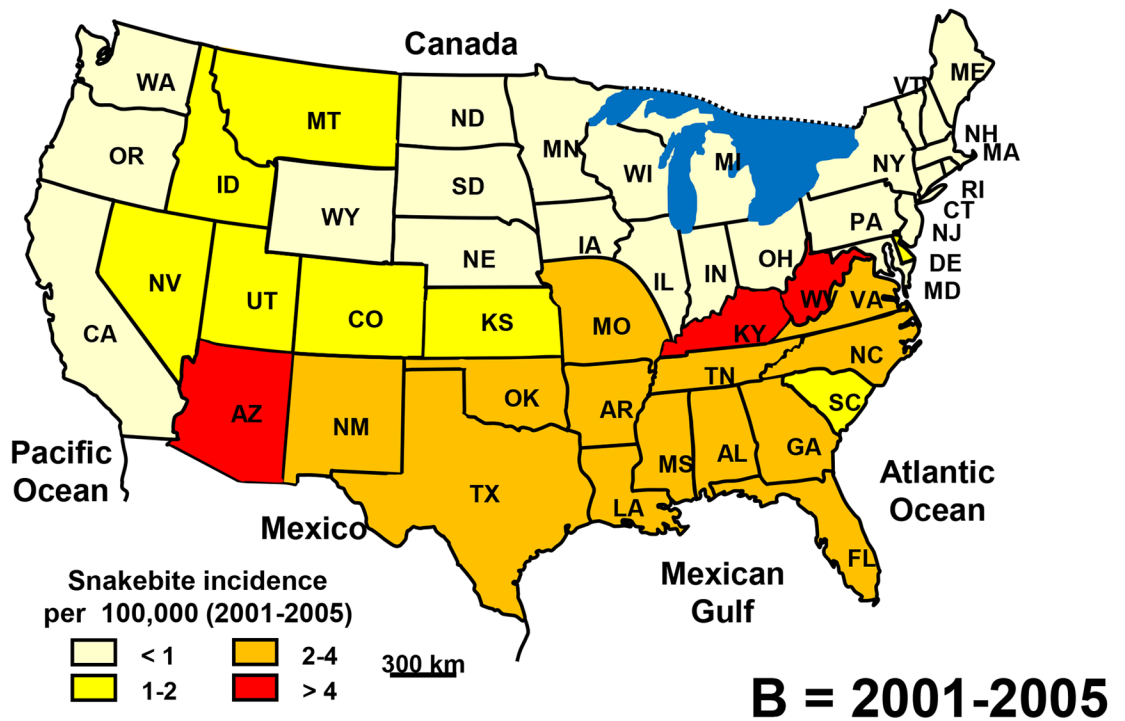 Canada
WA
MT
ND
MN
VT
ME
OR
ID
SD
WI
MI
NY
NH
MA
WY
RI
CT
PA
NJ
NV
UT
NE
IA
IL
IN
OH
DE
MD
CA
CO
KS
MO
KY
WV
VA
AZ
NM
OK
AR
TN
NC
SC
TX
LA
MS
AL
GA
FL
Pacific
Ocean
Atlantic
Ocean
Mexico
Mexican
Gulf
Snakebite incidence
per 100,000 (2001-2005)
< 1
2-4
1-2
> 4
300 km
B = 2001-2005